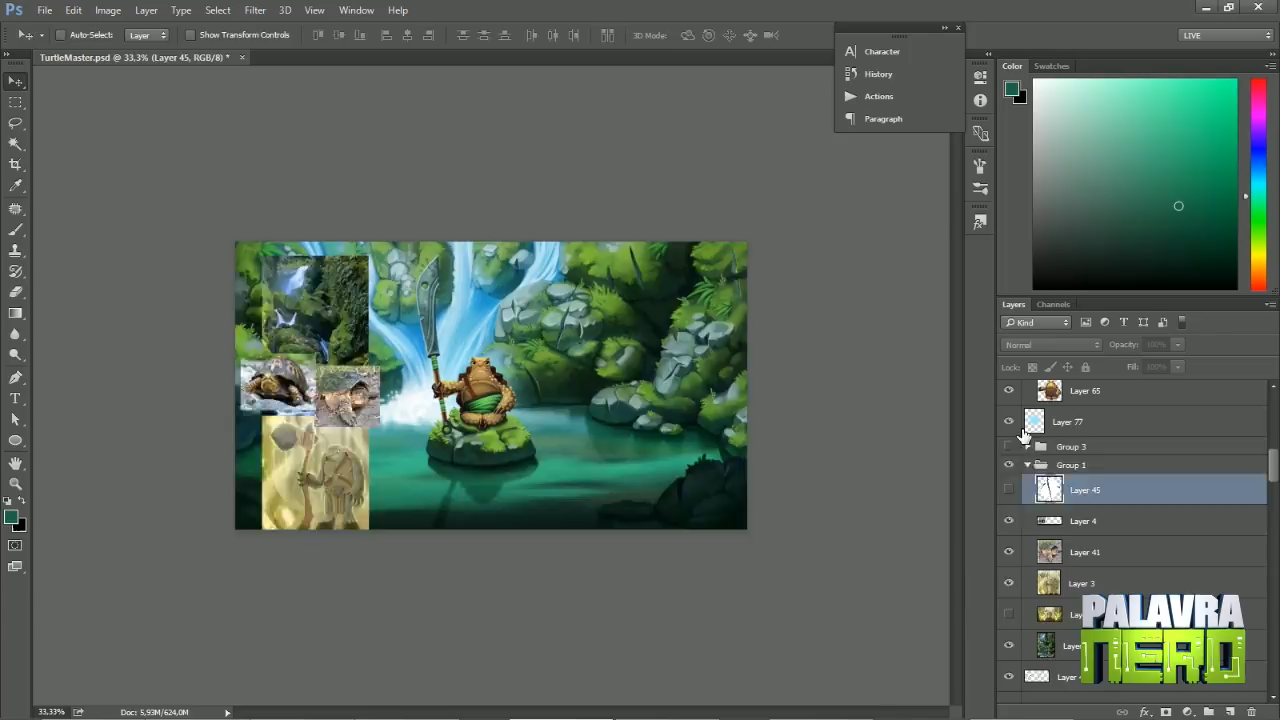 Ps File Edit Image Layer Type Select Filter 3D View Window Help
Auto-Select: Layer Show Transform Controls 3D Mode: LIVE
TurtleMaster.psd @ 33,3% (Layer 45, RGB/8) *
Character
History
Actions
Paragraph
Color Swatches
Layers Channels
Kind
Normal Opacity: 100%
Lock: Fill: 100%
Layer 65
Layer 77
Group 3
Group 1
Layer 45
Layer 4
Layer 41
Layer 3
PALAVRA
NERD
33,33% Doc: 5,93M/624,0M